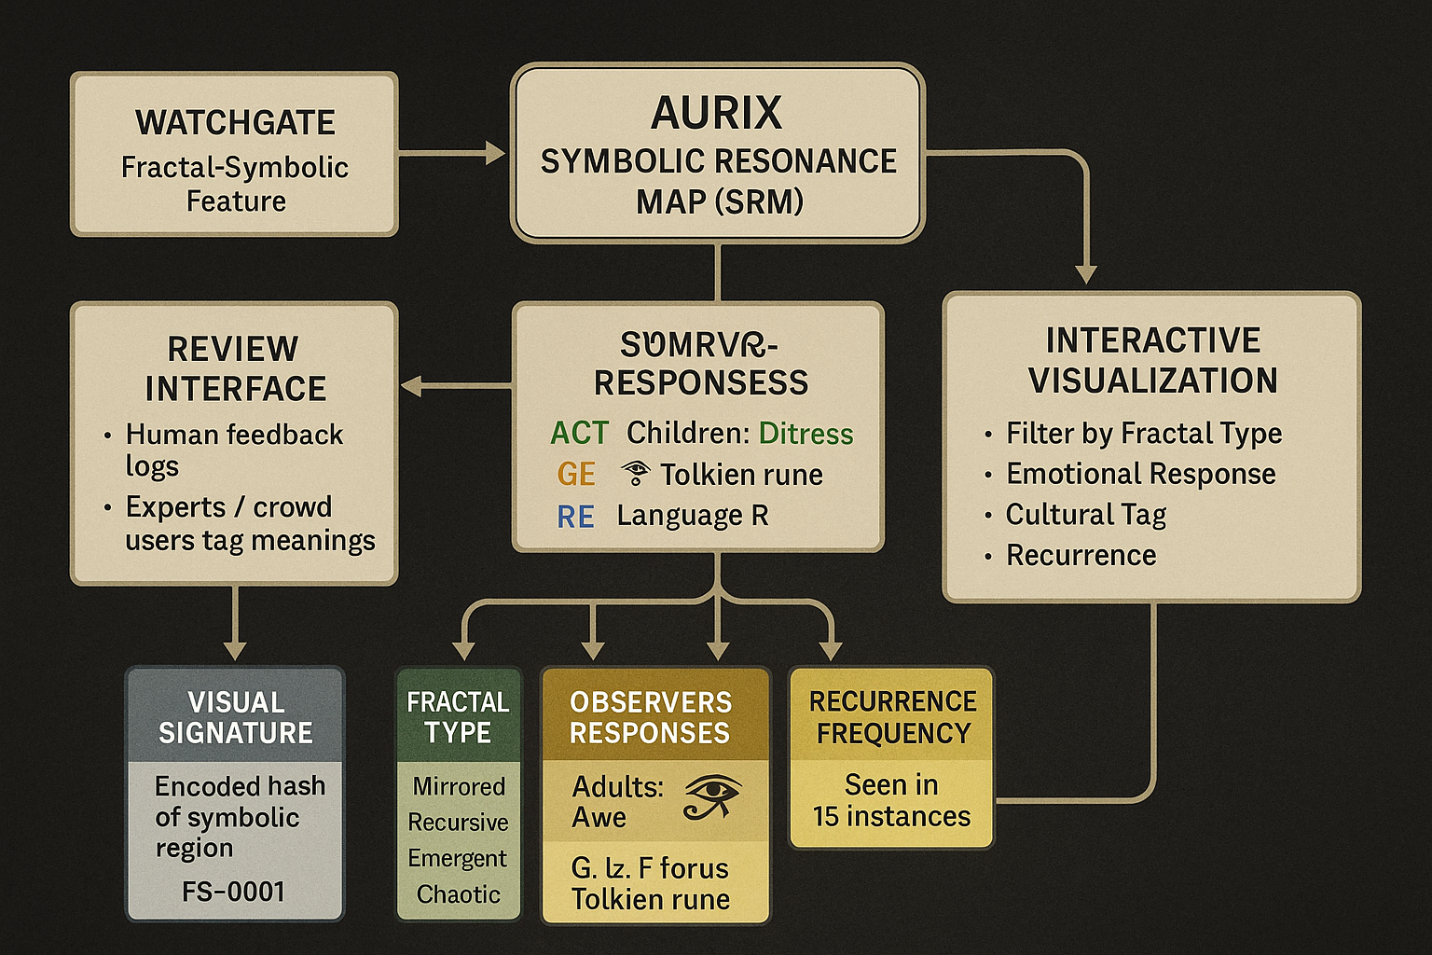 WATCHGATE
Fractal-Symbolic
Feature
AURIX
SYMBOLIC RESONANCE
MAP (SRM)
REVIEW
INTERFACE
• Human feedback
logs
• Experts / crowd
users tag meanings
RESPONSESS
ACT Children: Ditress
GE Tolkien rune
RE Language R
INTERACTIVE
VISUALIZATION
• Filter by Fractal Type
• Emotional Response
• Cultural Tag
• Recurrence
VISUAL
SIGNATURE
Encoded hash
of symbolic
region
FS-0001
FRACTAL
TYPE
Mirrored
Recursive
Emergent
Chaotic
OBSERVERS
RESPONSES
Adults:
Awe
G. lz. F forus
Tolkien rune
RECURRENCE
FREQUENCY
Seen in
15 instances